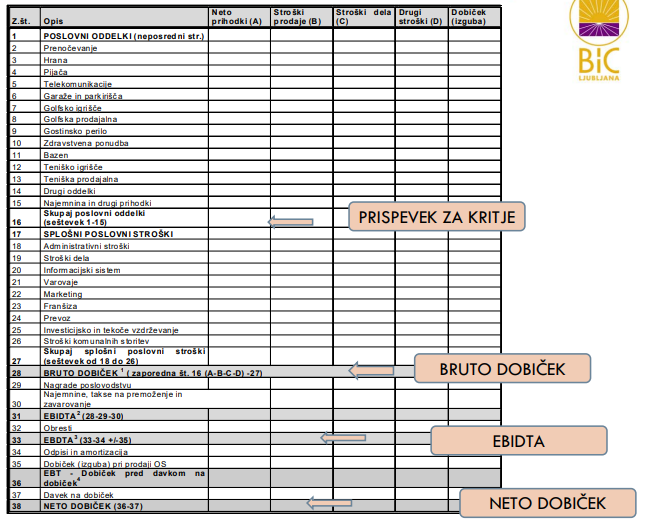 Z.št. Opis Neto prihodki (A) Stroški prodaje (B) Stroški dela (C) Drugi stroški (D) Dobiček (izguba)
1 POSLOVNI ODDELKI (neposredni str.)
2 Prenočevanje
3 Hrana
4 Pijača
5 Telekomunikacije
6 Garaže in parkirišča
7 Golfsko igrišče
8 Golfska prodajalna
9 Gostinsko perilo
10 Zdravstvena ponudba
11 Bazen
12 Teniško igrišče
13 Teniška prodajalna
14 Drugi oddelki
15 Najemnina in drugi prihodki
16 Skupaj poslovni oddelki (seštevek 1-15)
PRISPEVEK ZA KRITJE
17 SPLOŠNI POSLOVNI STROŠKI
18 Administrativni stroški
19 Stroški dela
20 Informacijski sistem
21 Varovaje
22 Marketing
23 Franšiza
24 Prevoz
25 Investicijsko in tekoče vzdrževanje
26 Stroški komunalnih storitev
27 Skupaj splošni poslovni stroški (seštevek od 18 do 26)
28 BRUTO DOBIČEK ¹ ( zaporedna št. 16 (A-B-C-D) -27)
BRUTO DOBIČEK
29 Nagrade poslovodstvu
30 Najemnine, takse na premoženje in zavarovanje
31 EBIDTA² (28-29-30)
32 Obresti
33 EBDTA³ (33-34 +/-35)
EBIDTA
34 Odpisi in amortizacija
35 Dobiček (izguba) pri prodaji OS
36 EBT - Dobiček pred davkom na dobiček⁴
37 Davek na dobiček
38 NETO DOBIČEK (36-37)
NETO DOBIČEK
BiC
LJUBLJANA